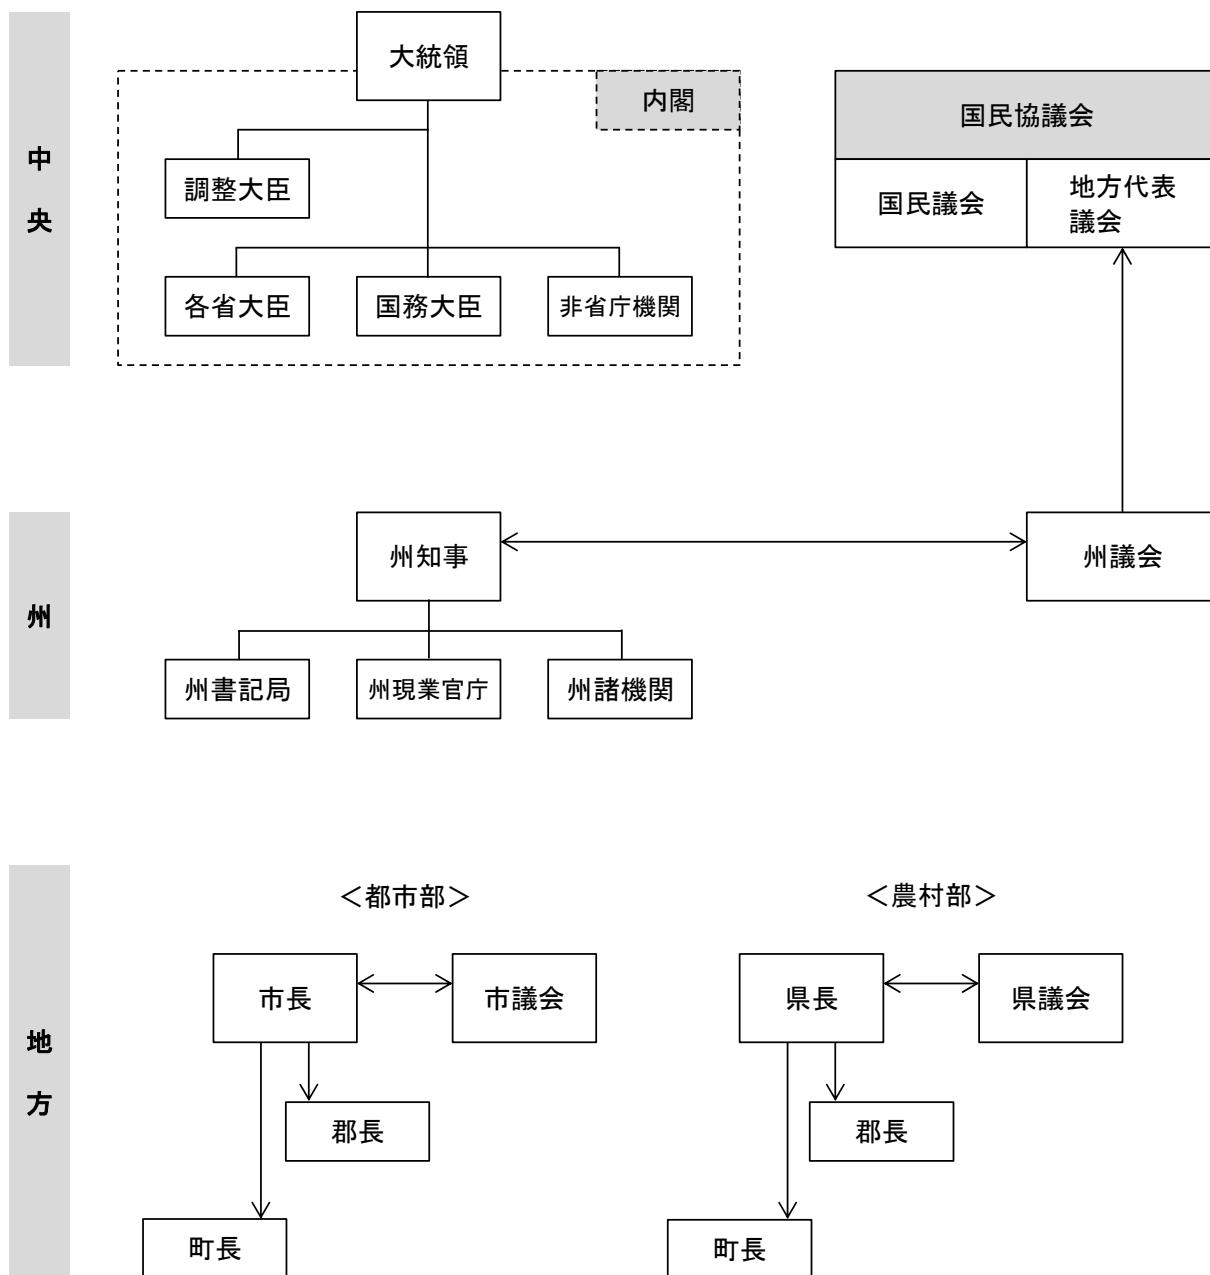 中
央
大統領
内閣
調整大臣
各省大臣
国務大臣
非省庁機関
国民協議会
国民議会
地方代表
議会
州
州知事
州議会
州書記局
州現業官庁
州諸機関
地
方
＜都市部＞
市長
市議会
郡長
町長
＜農村部＞
県長
県議会
郡長
町長